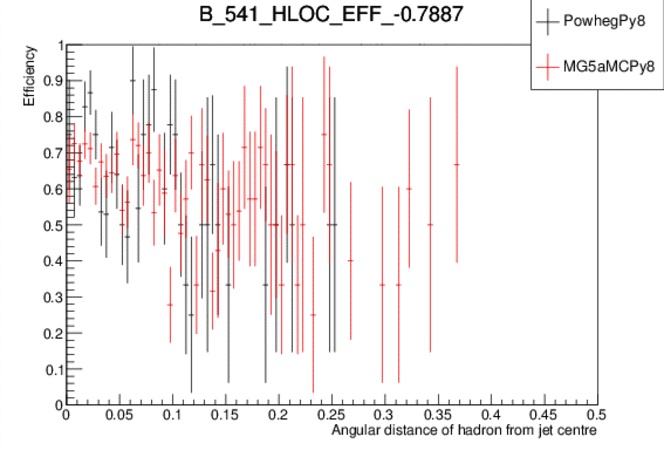 B_541_HLOC_EFF_-0.7887
PowhegPy8
MG5aMCPy8
Efficiency
1
0.9
0.8
0.7
0.6
0.5
0.4
0.3
0.2
0.1
0
0 0.05 0.1 0.15 0.2 0.25 0.3 0.35 0.4 0.45 0.5
Angular distance of hadron from jet centre